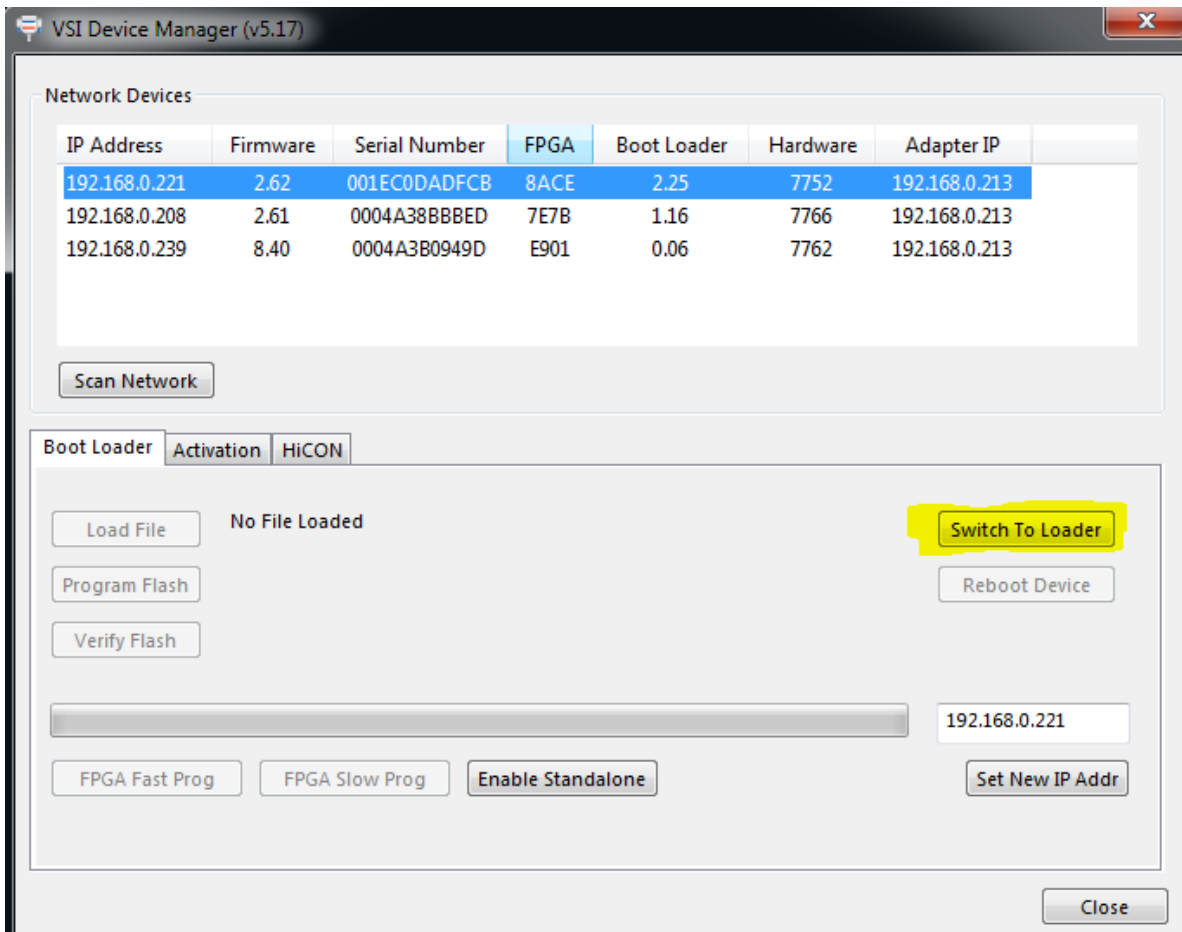 VSI Device Manager (v5.17)
Network Devices
IP Address Firmware Serial Number FPGA Boot Loader Hardware Adapter IP
192.168.0.221 2.62 001EC0DADFCB 8ACE 2.25 7752 192.168.0.213
192.168.0.208 2.61 0004A38BBBED 7E7B 1.16 7766 192.168.0.213
192.168.0.239 8.40 0004A3B0949D E901 0.06 7762 192.168.0.213
Scan Network
Boot Loader Activation HiCON
Load File No File Loaded Switch To Loader
Program Flash Reboot Device
Verify Flash
192.168.0.221
FPGA Fast Prog FPGA Slow Prog Enable Standalone Set New IP Addr
Close